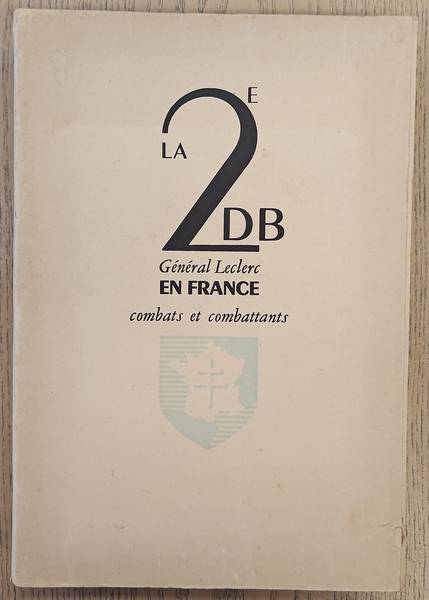 LA 2E DB
Général Leclerc
EN FRANCE
combats et combattants